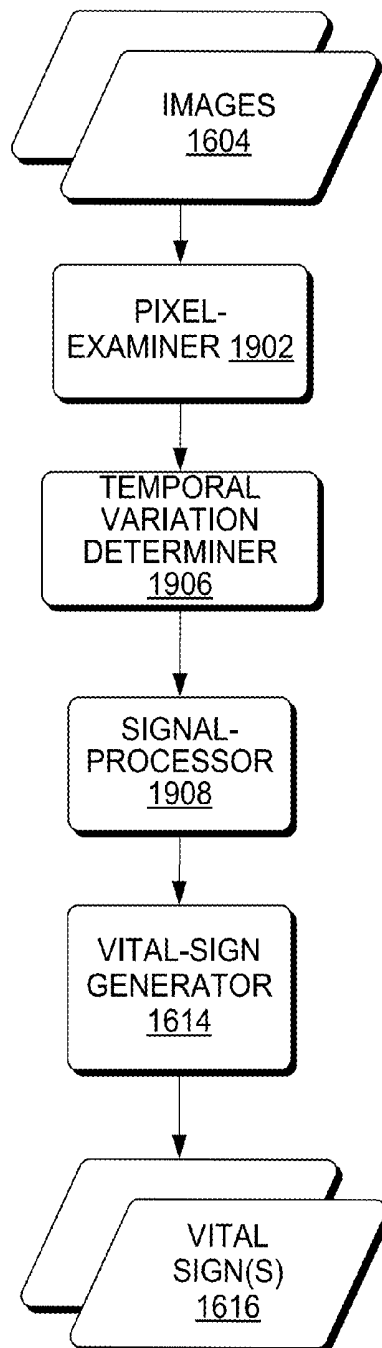 IMAGES
1604
PIXEL-
EXAMINER 1902
TEMPORAL
VARIATION
DETERMINER
1906
SIGNAL-
PROCESSOR
1908
VITAL-SIGN
GENERATOR
1614
VITAL
SIGN(S)
1616